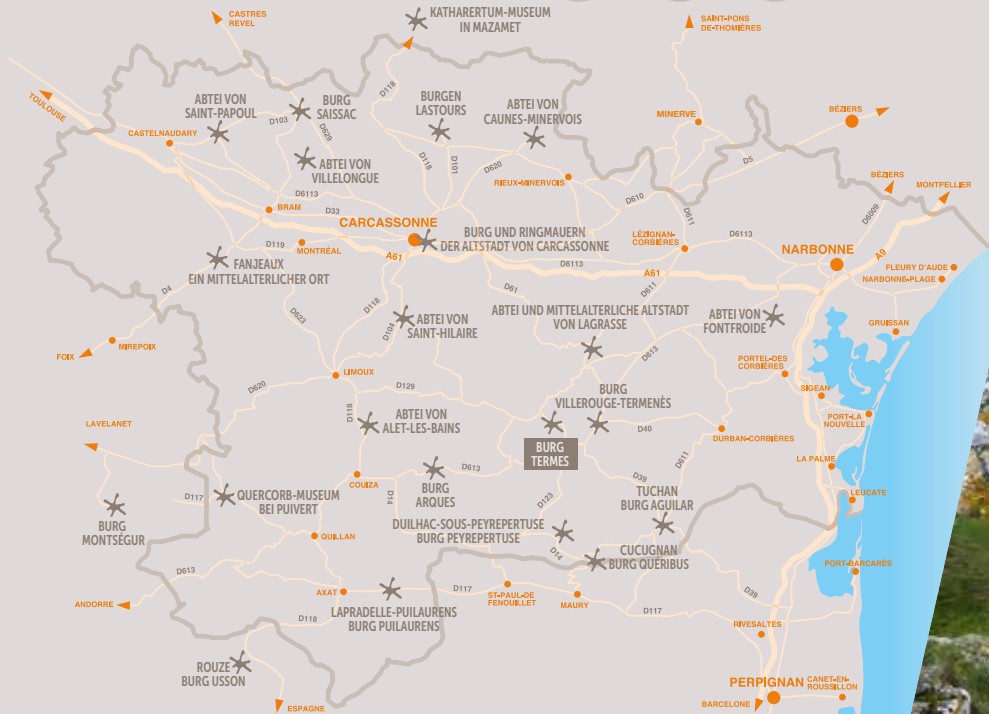 CASTRES
REVEL
KATHARERTUM-MUSEUM
IN MAZAMET
SAINT-PONS
DE-THOMIÈRES
TOULOUSE
ABTEI VON
SAINT-PAPOUL
D103
BURG
SAISSAC
D629
D118
BURGEN
LASTOURS
ABTEI VON
CAUNES-MINERVOIS
MINERVE
BÉZIERS
CASTELNAUDARY
ABTEI VON
VILLELONGUE
D118
D101
D620
RIEUX-MINERVOIS
D5
BÉZIERS
MONTPELLIER
D6113
D610
D611
D6009
BRAM
D33
CARCASSONNE
BURG UND RINGMAUERN
DER ALTSTADT VON CARCASSONNE
LÉZIGNAN-
CORBIÈRES
D6113
NARBONNE
A9
D119
MONTRÉAL
A61
D6113
A61
FLEURY D'AUDE
NARBONNE-PLAGE
FANJEAUX
EIN MITTELALTERLICHER ORT
D4
D623
D118
D104
D61
D611
ABTEI VON
SAINT-HILAIRE
ABTEI UND MITTELALTERLICHE ALTSTADT
VON LAGRASSE
ABTEI VON
FONTFROIDE
GRUISSAN
FOIX
MIREPOIX
D613
PORTEL-DES
CORBIÈRES
LIMOUX
D620
D129
SIGEAN
BURG
VILLEROUGE-TERMENÈS
D118
ABTEI VON
ALET-LES-BAINS
D40
PORT-LA
NOUVELLE
LAVELANET
BURG
TERMES
DURBAN-CORBIÈRES
LA PALME
COUIZA
D613
D39
D611
D117
QUERCORB-MUSEUM
BEI PUIVERT
D14
BURG
ARQUES
D123
TUCHAN
BURG AGUILAR
LEUCATE
BURG
MONTSÉGUR
DUILHAC-SOUS-PEYREPERTUSE
BURG PEYREPERTUSE
QUILLAN
D14
CUCUGNAN
BURG QUÉRIBUS
PORT-BARCARÈS
D613
ANDORRE
AXAT
D117
ST-PAUL-DE
FENOUILLET
MAURY
D117
D39
D118
LAPRADELLE-PUILAURENS
BURG PUILAURENS
RIVESALTES
ROUZE
BURG USSON
PERPIGNAN
CANET-EN-
ROUSSILLON
ESPAGNE
BARCELONE